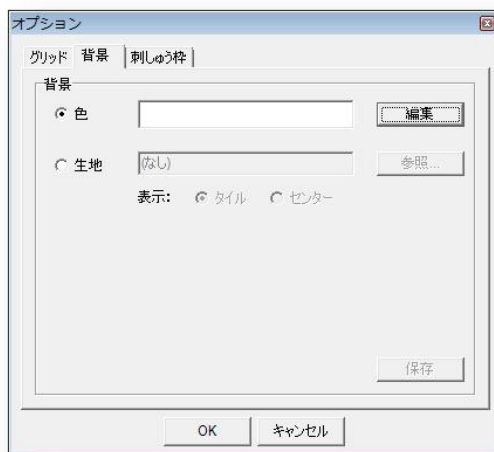 オプション
グリッド 背景 刺しゅう枠
背景
色 編集
生地 (なし) 参照...
表示: タイル センター
保存
OK キャンセル